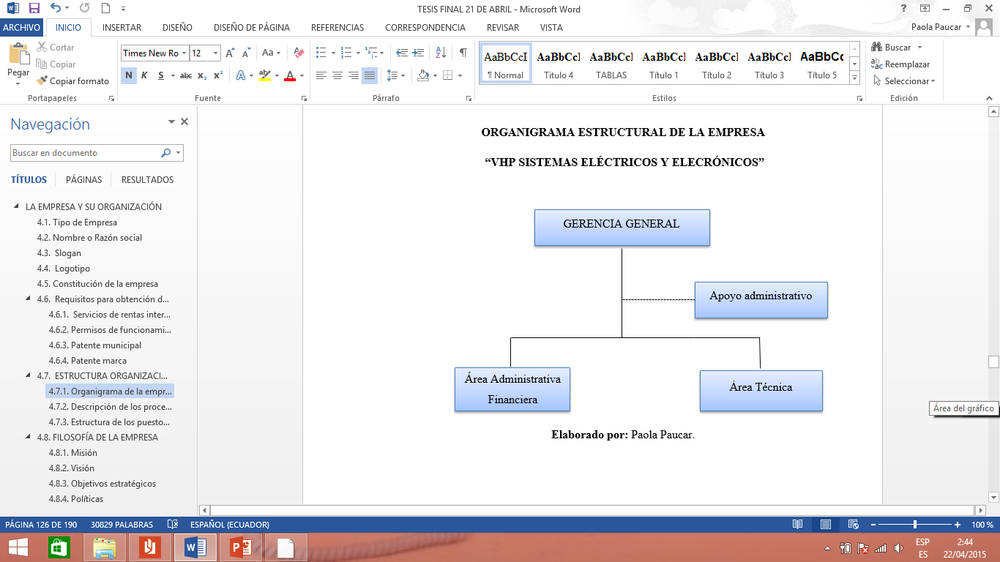 TESIS FINAL 21 DE ABRIL - Microsoft Word
ARCHIVO INICIO INSERTAR DISEÑO DISEÑO DE PÁGINA REFERENCIAS CORRESPONDENCIA REVISAR VISTA Paola Paucar
Pegar
Cortar
Copiar
Copiar formato
Portapapeles
Times New Ro 12
Aa
N K S abc x₂ x²
A A
Fuente
Párrafo
AaBbCcI AaBbCcI AaBbCcI AaBbCcI AaBbCcI AaBbCcI AaBbCc
¶ Normal Título 4 TABLAS Título 1 Título 2 Título 3 Título 5
Estilos
Buscar
Reemplazar
Seleccionar
Edición
Navegación
Buscar en documento
TÍTULOS PÁGINAS RESULTADOS
LA EMPRESA Y SU ORGANIZACIÓN
4.1. Tipo de Empresa
4.2. Nombre o Razón social
4.3. Slogan
4.4. Logotipo
4.5. Constitución de la empresa
4.6. Requisitos para obtención d...
4.6.1. Servicios de rentas inter...
4.6.2. Permisos de funcionami...
4.6.3. Patente municipal
4.6.4. Patente marca
4.7. ESTRUCTURA ORGANIZACI...
4.7.1. Organigrama de la empr...
4.7.2. Descripción de los proce...
4.7.3. Estructura de los puesto...
4.8. FILOSOFÍA DE LA EMPRESA
4.8.1. Misión
4.8.2. Visión
4.8.3. Objetivos estratégicos
4.8.4. Políticas
ORGANIGRAMA ESTRUCTURAL DE LA EMPRESA
“VHP SISTEMAS ELÉCTRICOS Y ELECRÓNICOS”
GERENCIA GENERAL
Apoyo administrativo
Área Administrativa
Financiera
Área Técnica
Elaborado por: Paola Paucar.
Área del gráfico
PÁGINA 126 DE 190 30829 PALABRAS ESPAÑOL (ECUADOR) 100 %
ESP
ES
2:44
22/04/2015